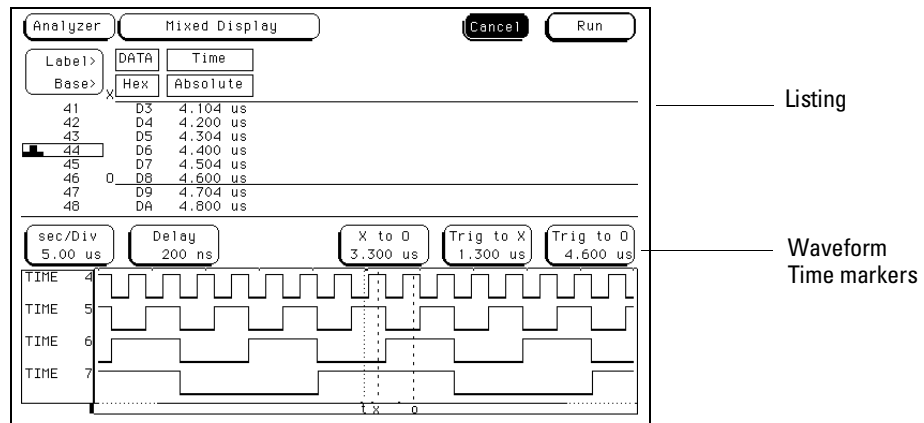 Analyzer Mixed Display Cancel Run
Label> DATA Time
Base> Hex Absolute
X
41 D3 4.104 us
42 D4 4.200 us
43 D5 4.304 us
44 D6 4.400 us
45 D7 4.504 us
46 O D8 4.600 us
47 D9 4.704 us
48 DA 4.800 us
Listing
sec/Div Delay X to O Trig to X Trig to O
5.00 us 200 ns 3.300 us 1.300 us 4.600 us
Waveform
Time markers
TIME 4
TIME 5
TIME 6
TIME 7
t x o